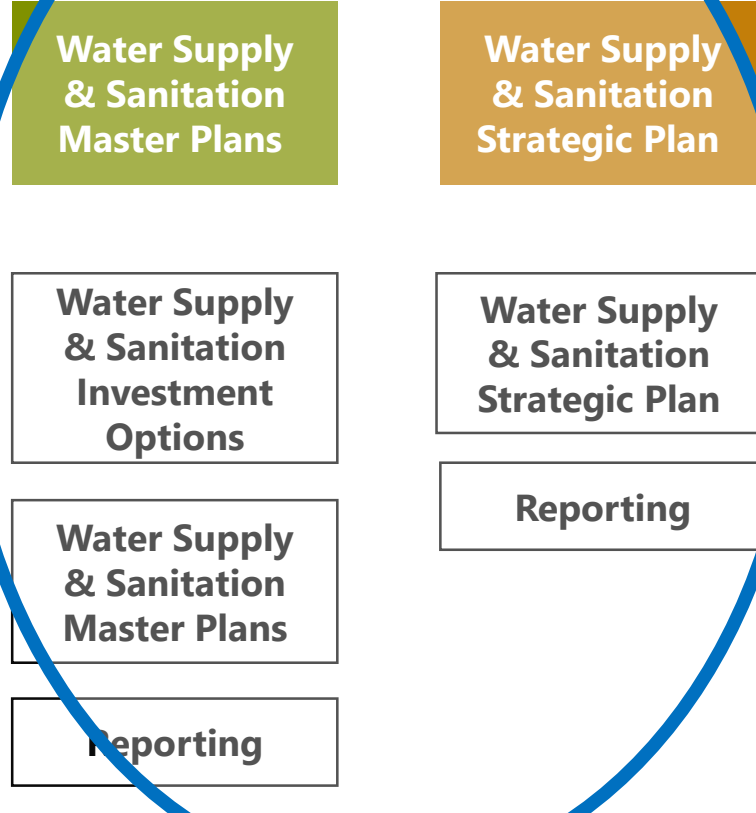 Water Supply
& Sanitation
Master Plans
Water Supply
& Sanitation
Investment
Options
Water Supply
& Sanitation
Master Plans
Reporting
Water Supply
& Sanitation
Strategic Plan
Water Supply
& Sanitation
Strategic Plan
Reporting